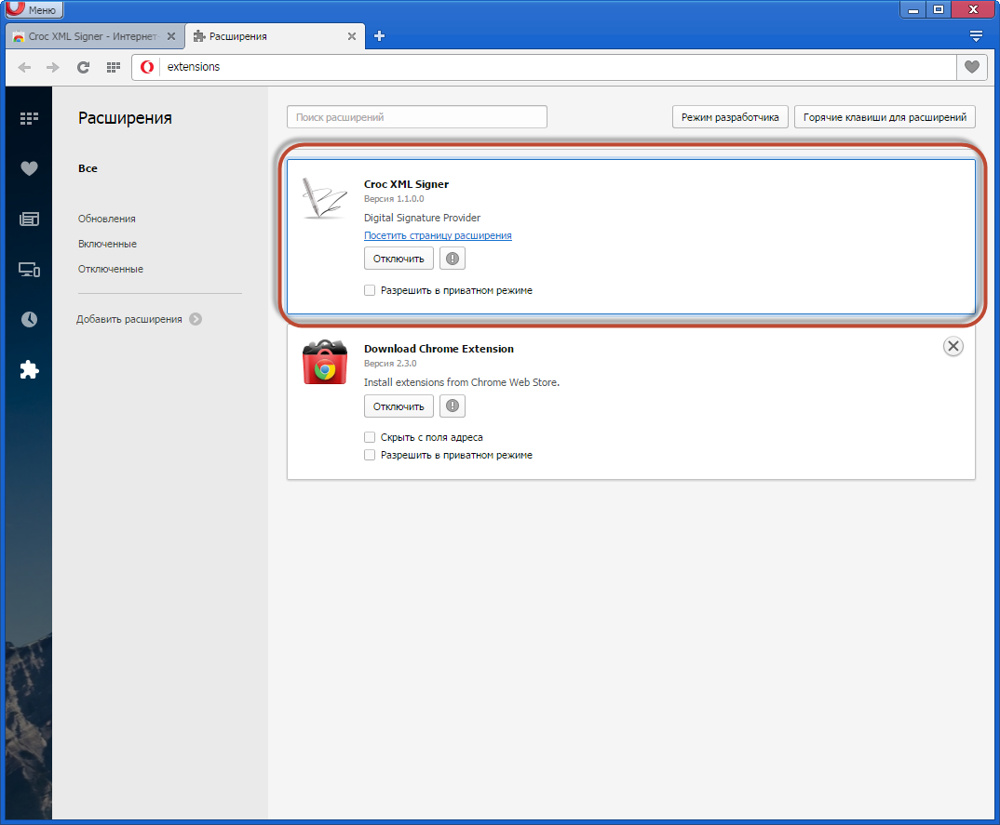 Меню
Croc XML Signer - Интернет-
Расширения
extensions
Расширения
Все
Обновления
Включенные
Отключенные
Добавить расширения
Поиск расширений
Режим разработчика
Горячие клавиши для расширений
Croc XML Signer
Версия 1.1.0.0
Digital Signature Provider
Посетить страницу расширения
Отключить
Разрешить в приватном режиме
Download Chrome Extension
Версия 2.3.0
Install extensions from Chrome Web Store.
Отключить
Скрыть с поля адреса
Разрешить в приватном режиме